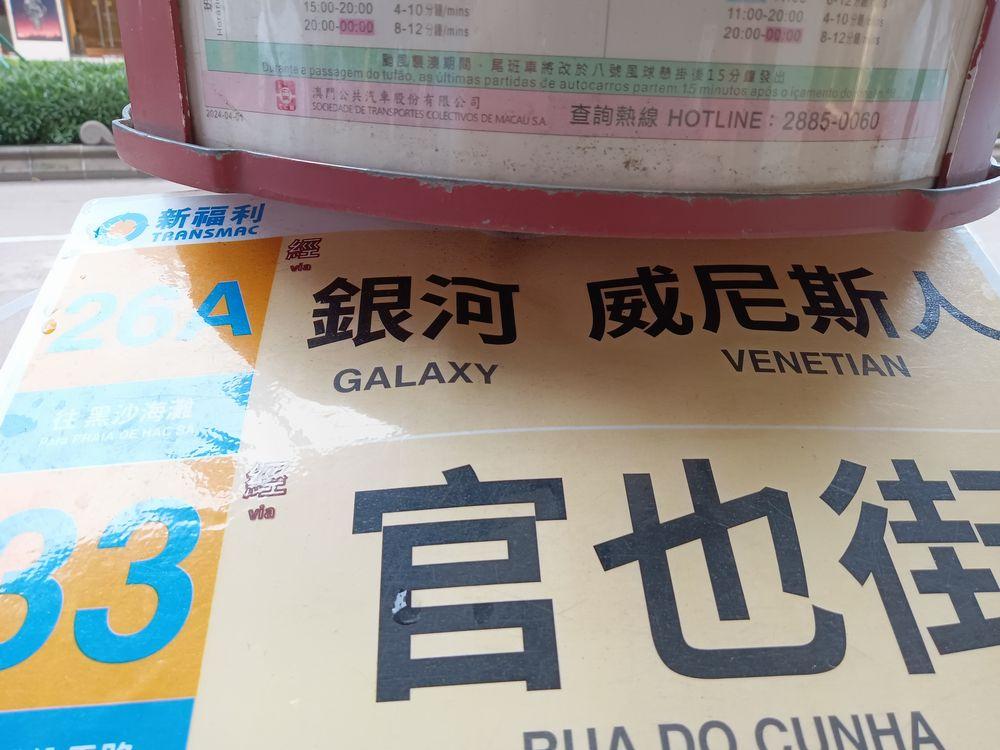 15:00-20:00 4-10分鐘/mins
20:00-00:00 8-12分鐘/mins
11:00-20:00 4-10分鐘/mins
20:00-00:00 8-12分鐘/mins
颱風襲澳期間，尾班車將改於八號風球懸掛後15分鐘發出
Durante a passagem do tufão, as últimas partidas de autocarros partem 15 minutos após o içamento do sinal
澳門公共汽車股份有限公司
SOCIEDADE DE TRANSPORTES COLECTIVOS DE MACAU S.A.
查詢熱線 HOTLINE : 2885-0060
新福利
TRANSMAC
26A
往 黑沙海灘
PARA PRAIA DE HAC SA
經
via
銀河 威尼斯人
GALAXY VENETIAN
33
經
via
官也街
RUA DO CUNHA